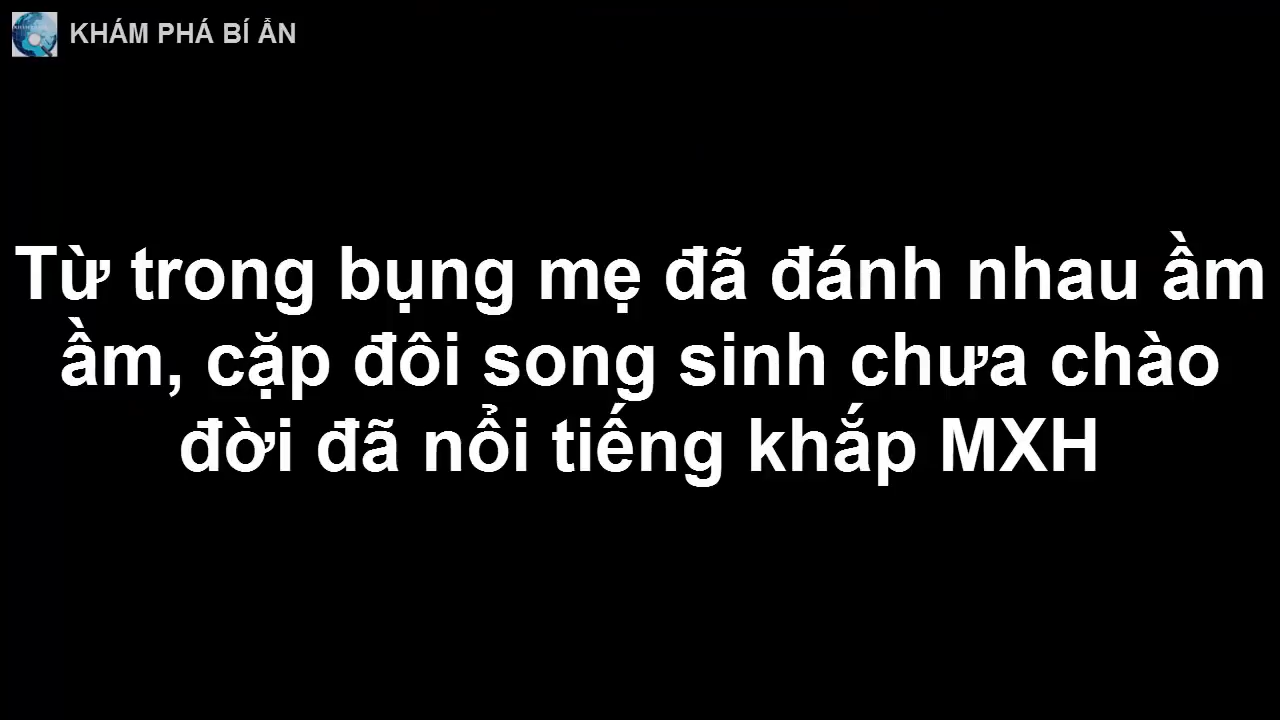 KHÁM PHÁ BÍ ẨN
Từ trong bụng mẹ đã đánh nhau ầm
ầm, cặp đôi song sinh chưa chào
đời đã nổi tiếng khắp MXH